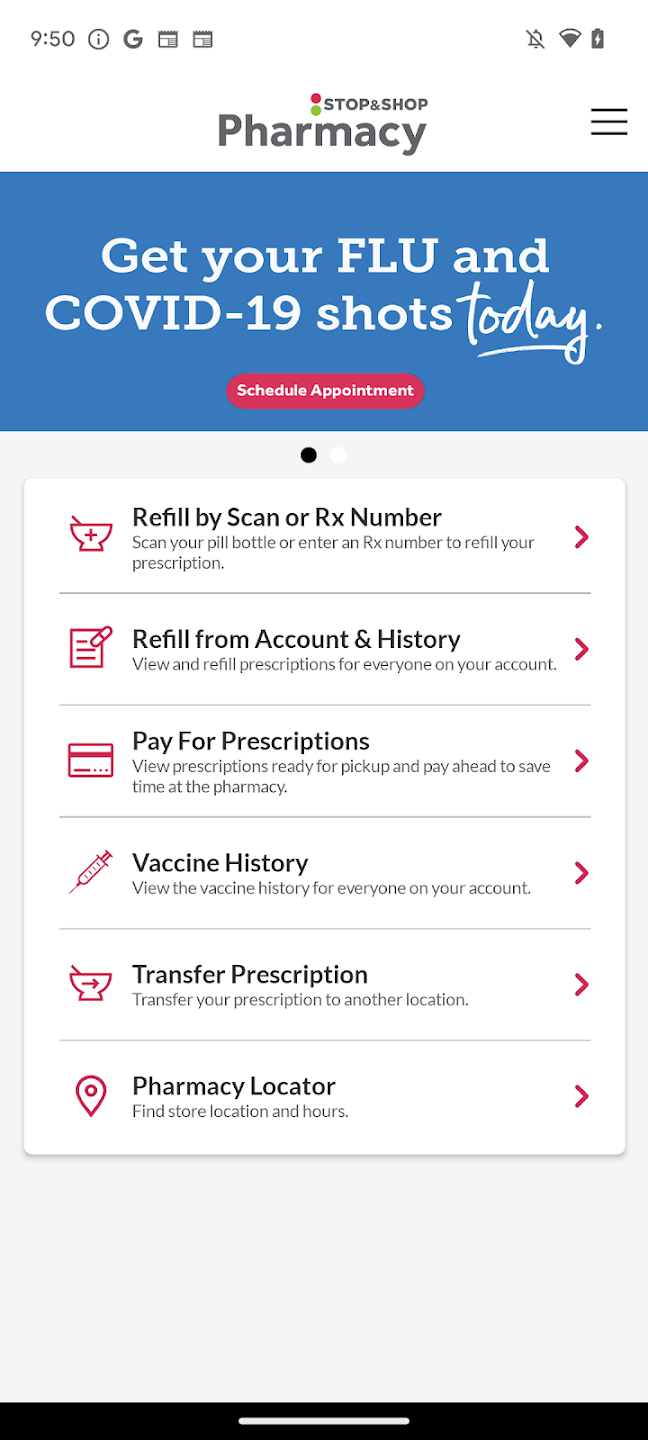 9:50
STOP&SHOP
Pharmacy
Get your FLU and
COVID-19 shots today.
Schedule Appointment
Refill by Scan or Rx Number
Scan your pill bottle or enter an Rx number to refill your
prescription.
Refill from Account & History
View and refill prescriptions for everyone on your account.
Pay For Prescriptions
View prescriptions ready for pickup and pay ahead to save
time at the pharmacy.
Vaccine History
View the vaccine history for everyone on your account.
Transfer Prescription
Transfer your prescription to another location.
Pharmacy Locator
Find store location and hours.